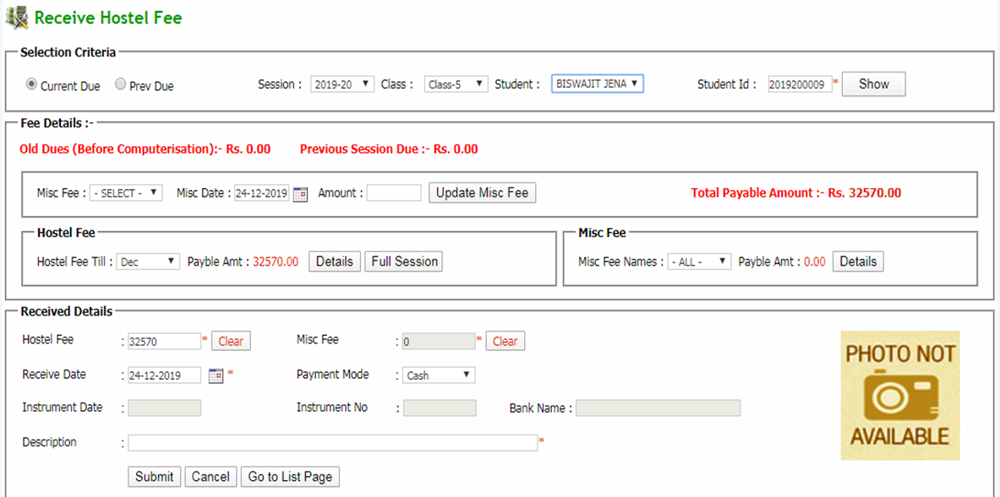 Receive Hostel Fee
Selection Criteria
Current Due Prev Due Session : 2019-20 Class : Class-5 Student : BISWAJIT JENA Student Id : 2019200009 * Show
Fee Details :-
Old Dues (Before Computerisation):- Rs. 0.00 Previous Session Due :- Rs. 0.00
Misc Fee : - SELECT - Misc Date : 24-12-2019 Amount : Update Misc Fee Total Payable Amount :- Rs. 32570.00
Hostel Fee Misc Fee
Hostel Fee Till : Dec Payble Amt : 32570.00 Details Full Session Misc Fee Names : - ALL - Payble Amt : 0.00 Details
Received Details
Hostel Fee : 32570 * Clear Misc Fee : 0 * Clear
Receive Date : 24-12-2019 * Payment Mode : Cash
Instrument Date : Instrument No : Bank Name :
Description : *
Submit Cancel Go to List Page
PHOTO NOT
AVAILABLE